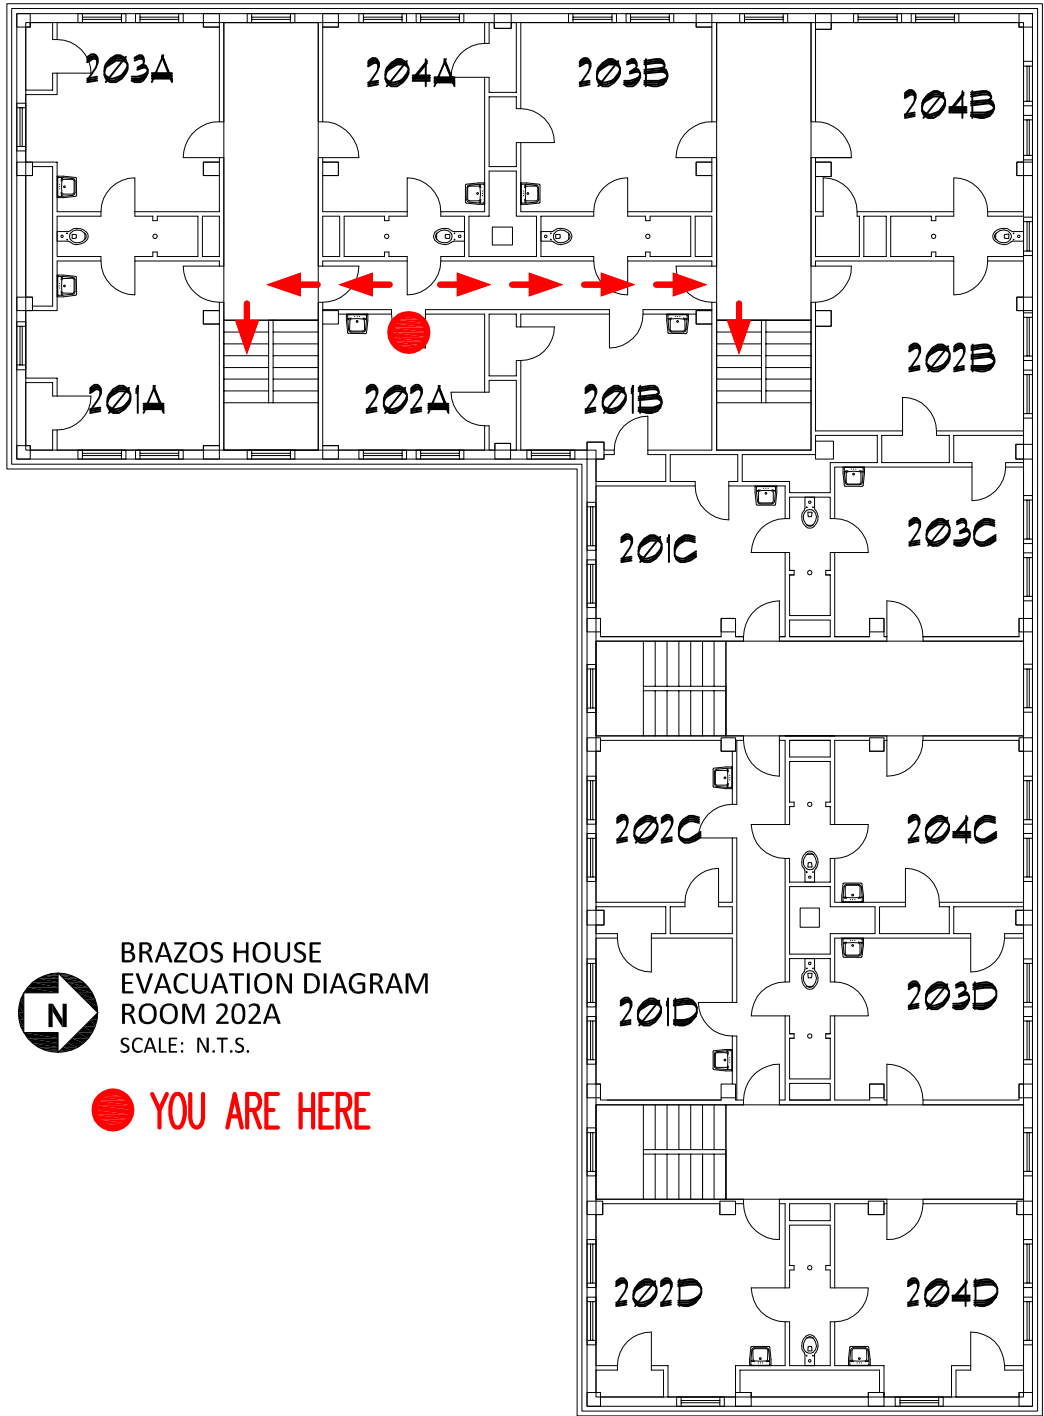 203A
204A
203B
204B
201A
202A
201B
202B
201C
203C
202C
204C
201D
203D
202D
204D
N
BRAZOS HOUSE
EVACUATION DIAGRAM
ROOM 202A
SCALE: N.T.S.
YOU ARE HERE